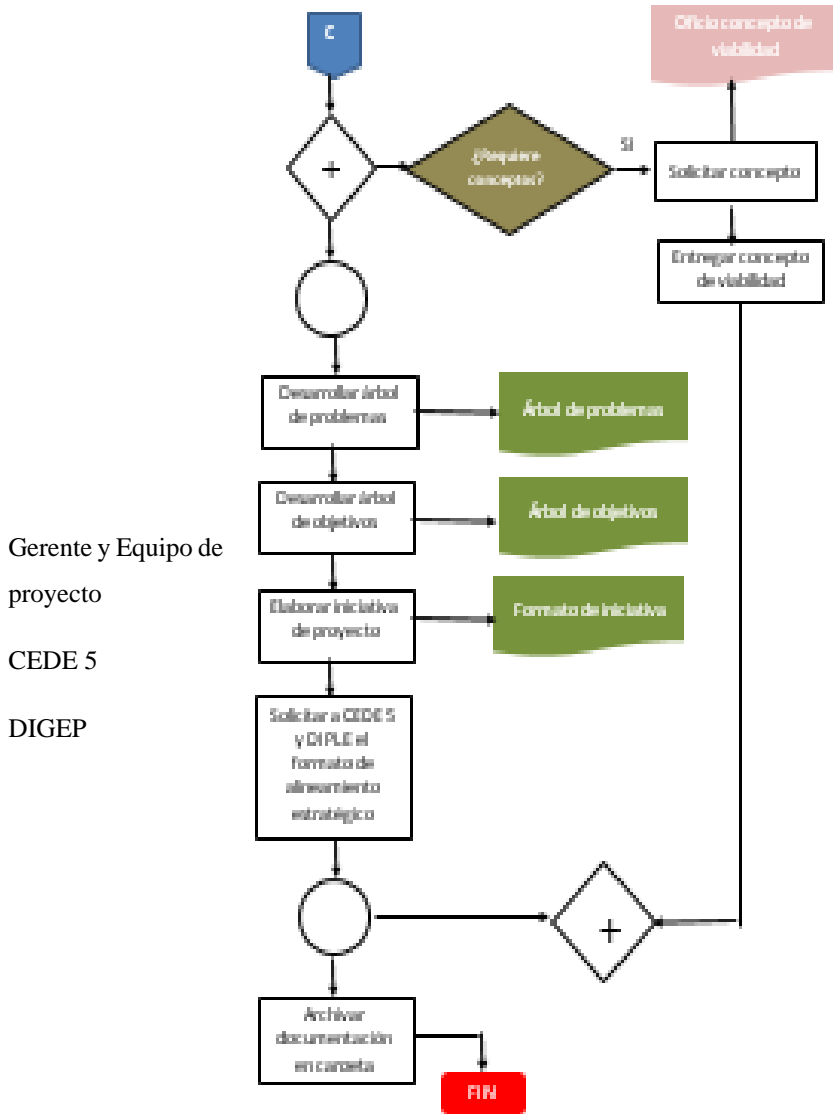 C
Oficio concepto de
viabilidad
+
¿Requiere
conceptos?
SI
Solicitar concepto
Entregar concepto
de viabilidad
Desarrollar árbol
de problemas
Árbol de problemas
Desarrollar árbol
de objetivos
Árbol de objetivos
Gerente y Equipo de
proyecto
CEDE 5
DIGEP
Elaborar iniciativa
de proyecto
Formato de iniciativa
Solicitar a CEDE 5
y DIPLE el
formato de
alineamiento
estratégico
+
Archivar
documentación
en carpeta
FIN